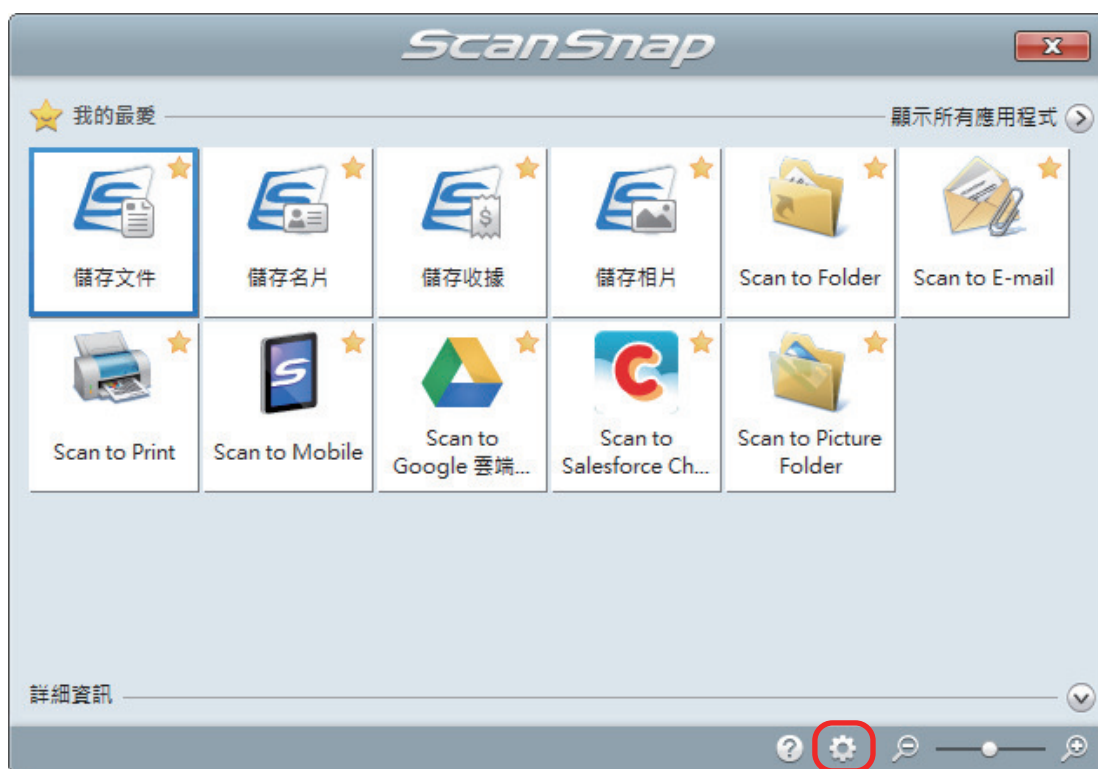 ScanSnap
我的最愛
顯示所有應用程式
儲存文件
儲存名片
儲存收據
儲存相片
Scan to Folder
Scan to E-mail
Scan to Print
Scan to Mobile
Scan to
Google 雲端...
Scan to
Salesforce Ch...
Scan to Picture
Folder
詳細資訊